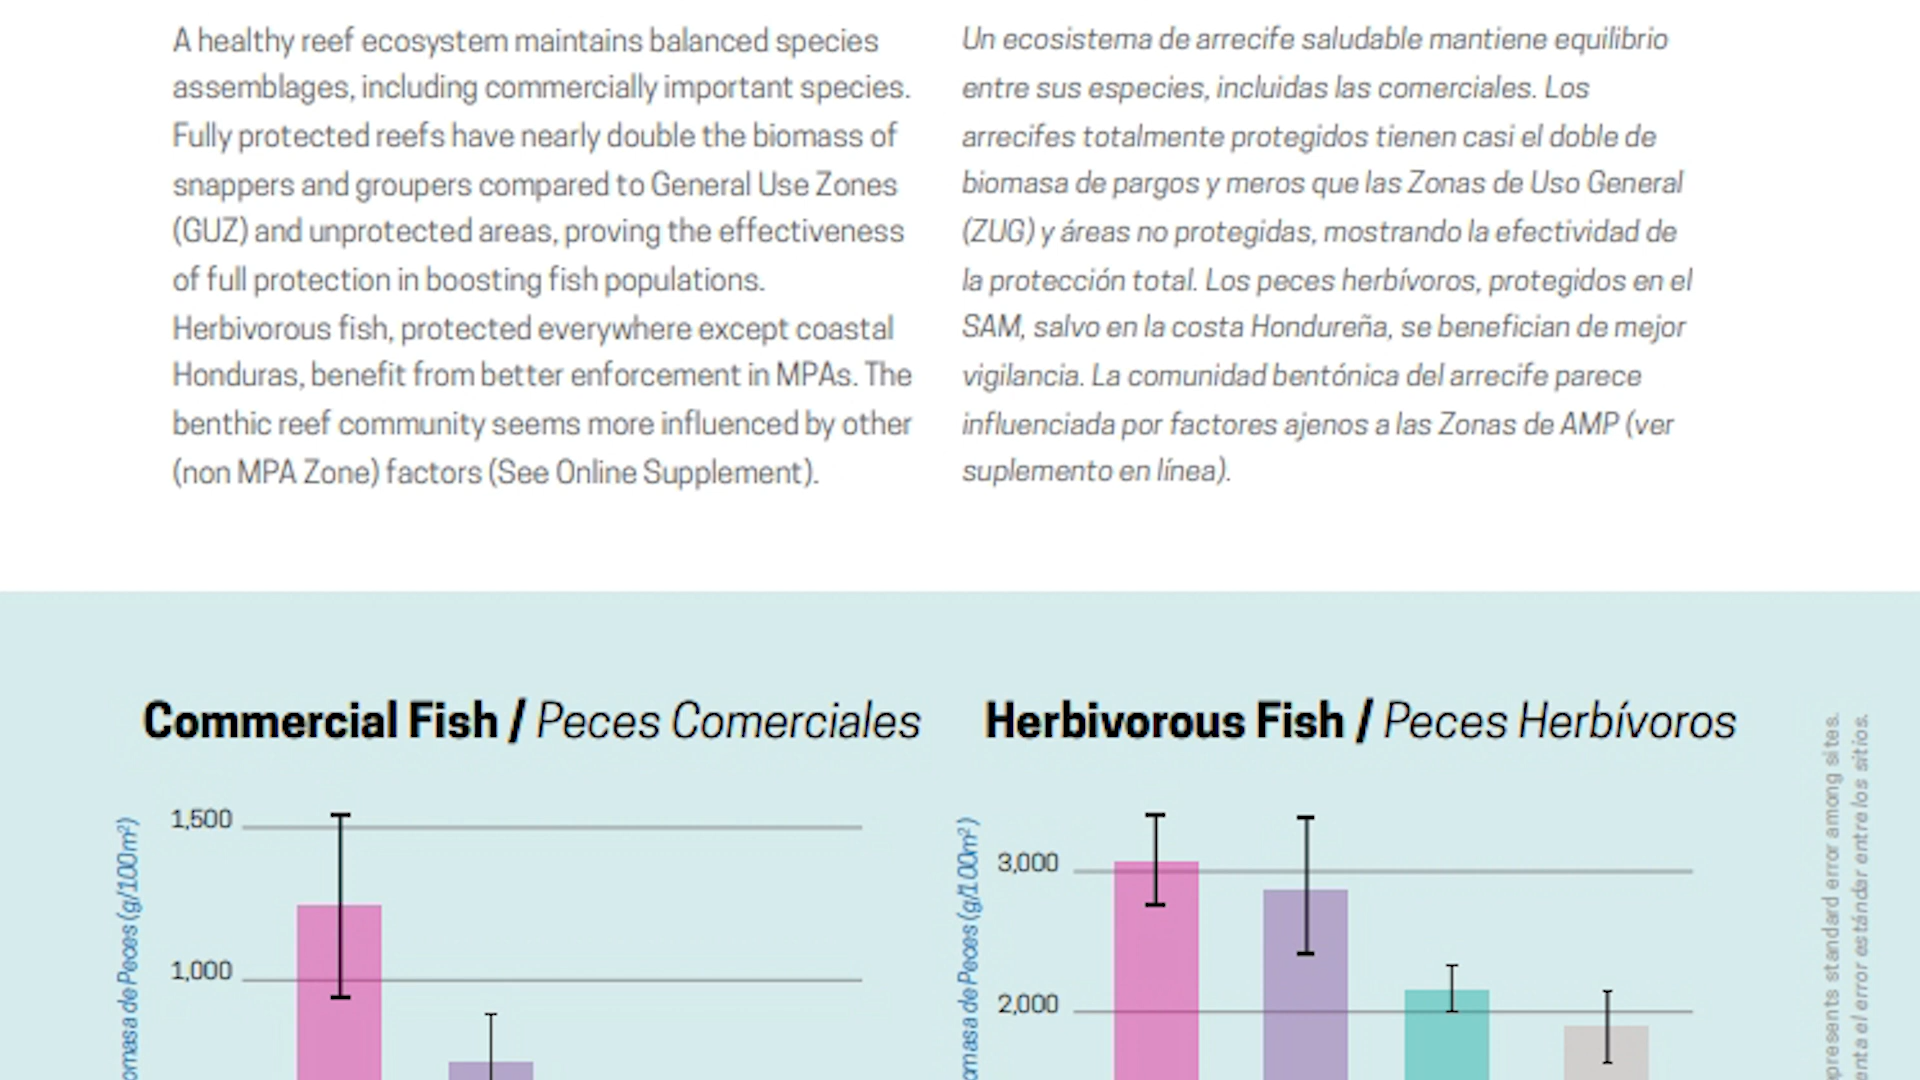 A healthy reef ecosystem maintains balanced species
assemblages, including commercially important species.
Fully protected reefs have nearly double the biomass of
snappers and groupers compared to General Use Zones
(GUZ) and unprotected areas, proving the effectiveness
of full protection in boosting fish populations.
Herbivorous fish, protected everywhere except coastal
Honduras, benefit from better enforcement in MPAs. The
benthic reef community seems more influenced by other
(non MPA Zone) factors (See Online Supplement).
Un ecosistema de arrecife saludable mantiene equilibrio
entre sus especies, incluidas las comerciales. Los
arrecifes totalmente protegidos tienen casi el doble de
biomasa de pargos y meros que las Zonas de Uso General
(ZUG) y áreas no protegidas, mostrando la efectividad de
la protección total. Los peces herbívoros, protegidos en el
SAM, salvo en la costa Hondureña, se benefician de mejor
vigilancia. La comunidad bentónica del arrecife parece
influenciada por factores ajenos a las Zonas de AMP (ver
suplemento en línea).
Commercial Fish / Peces Comerciales
1,500
1,000
de Peces (g/100m²)
Herbivorous Fish / Peces Herbívoros
3,000
2,000
de Peces (g/100m²)
standard error among sites.
el error estándar entre los sitios.